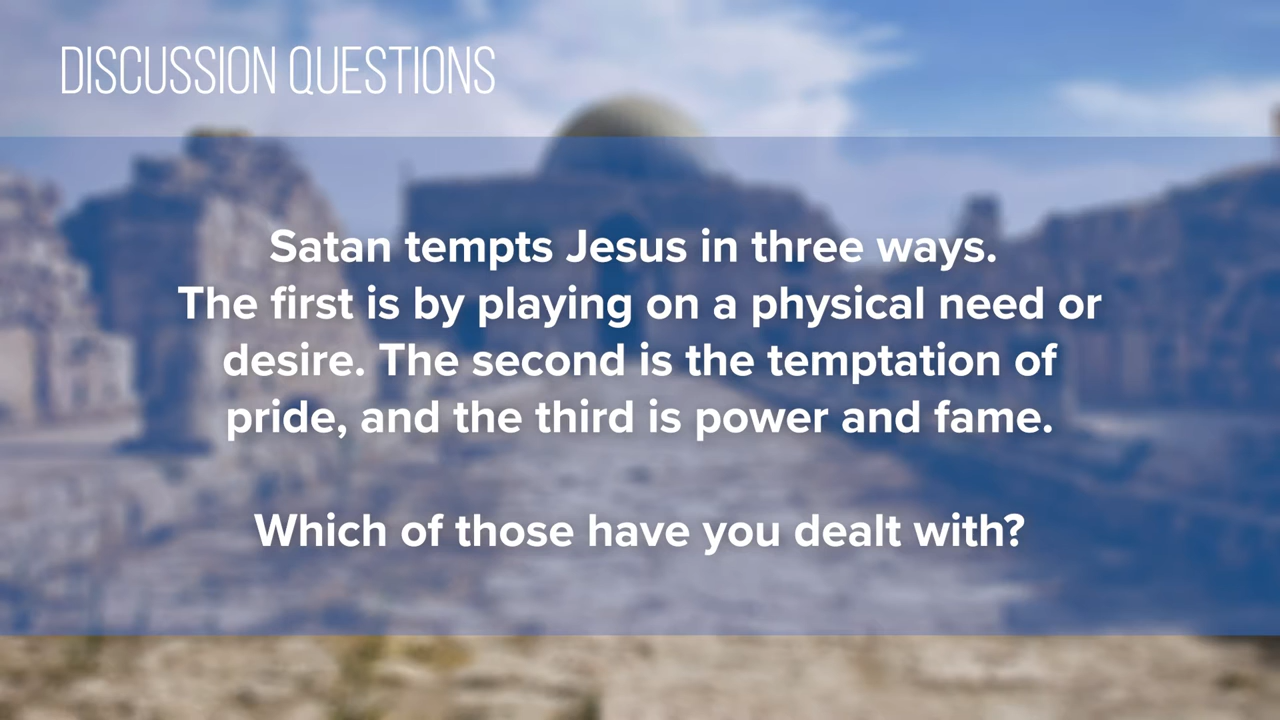 DISCUSSION QUESTIONS
Satan tempts Jesus in three ways.
The first is by playing on a physical need or
desire. The second is the temptation of
pride, and the third is power and fame.
Which of those have you dealt with?